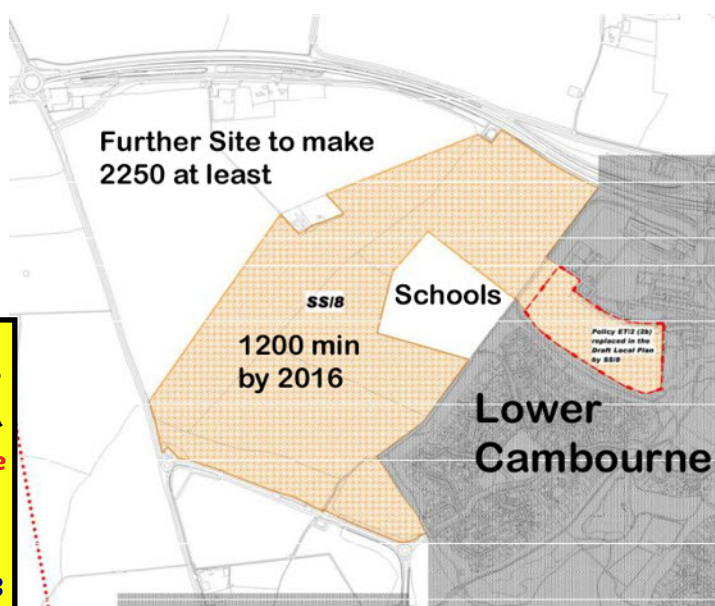 Further Site to make
2250 at least
SS/8
Schools
1200 min
by 2016
Policy ET/2 (2b)
replaced in the
Draft Local Plan
by SS/8
Lower
Cambourne